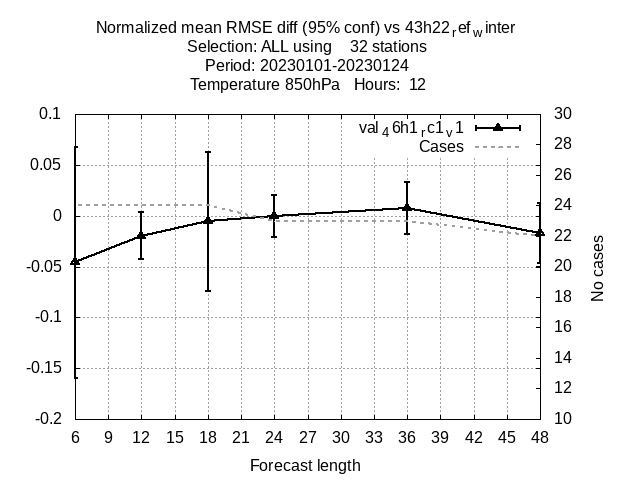 Normalized mean RMSE diff (95% conf) vs 43h22refwinter
Selection: ALL using 32 stations
Period: 20230101-20230124
Temperature 850hPa Hours: 12
val46h1rc1v1
Cases
0.1
0.05
0
-0.05
-0.1
-0.15
-0.2
30
28
26
24
22
20
18
16
14
12
10
No cases
6 9 12 15 18 21 24 27 30 33 36 39 42 45 48
Forecast length